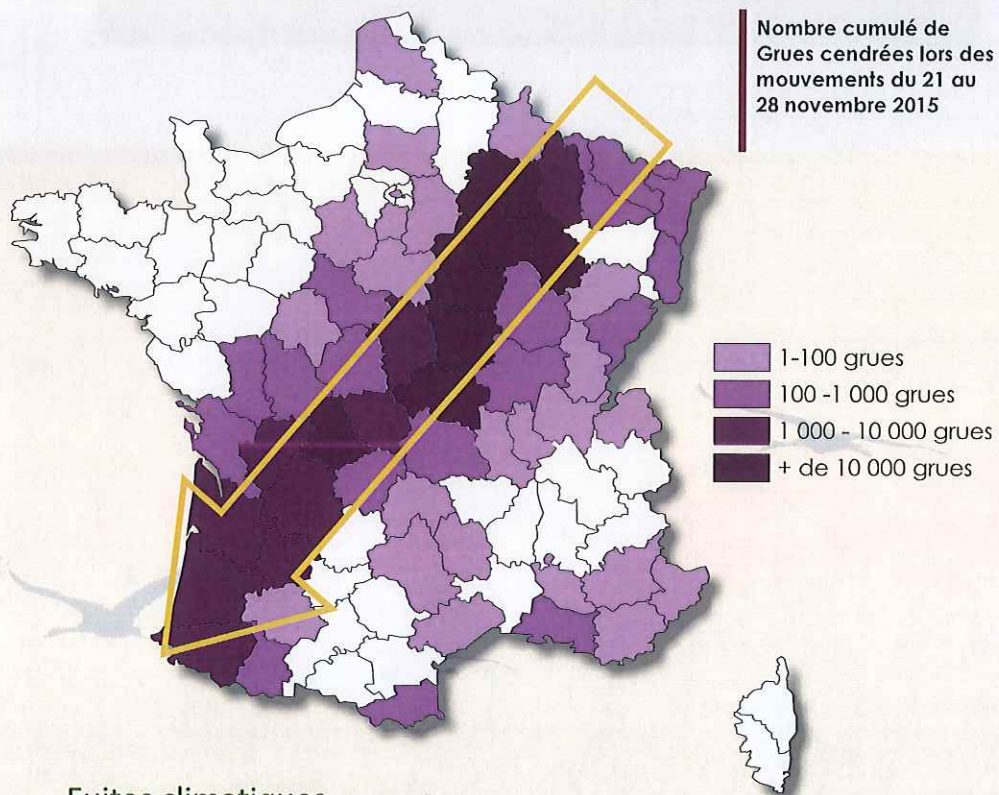 Nombre cumulé de
Grues cendrées lors des
mouvements du 21 au
28 novembre 2015
1-100 grues
100 -1 000 grues
1 000 - 10 000 grues
+ de 10 000 grues